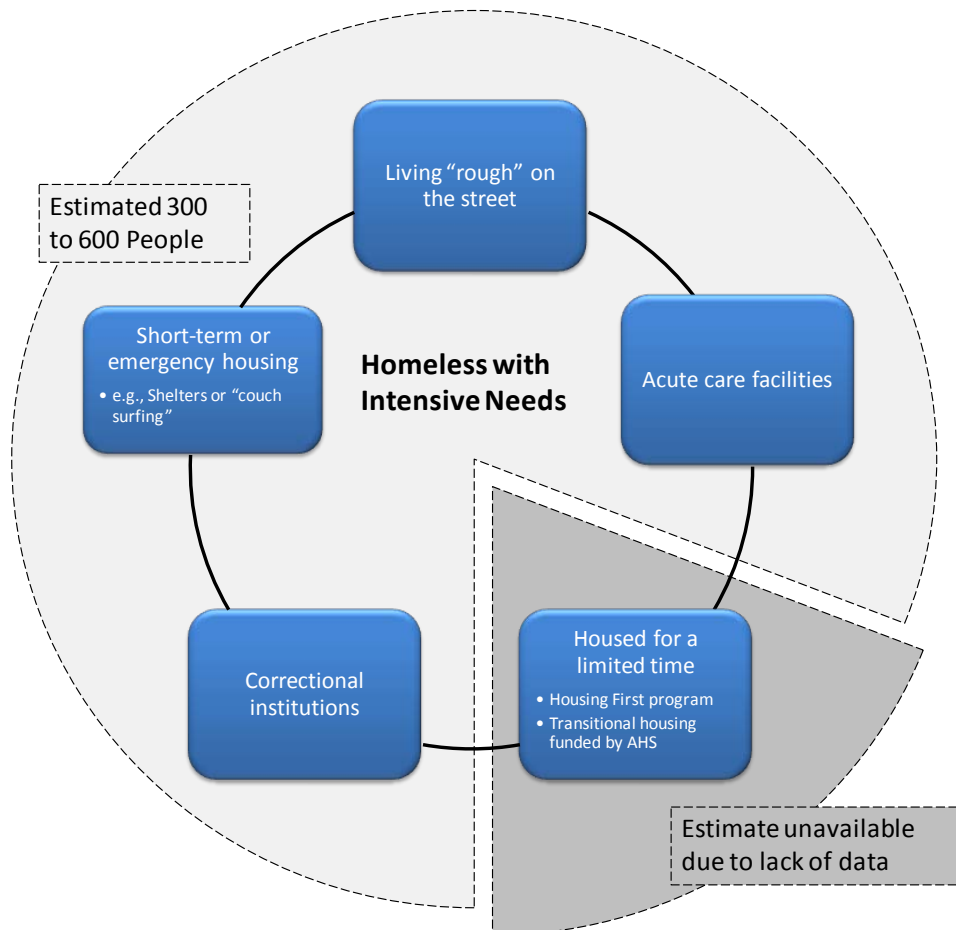 Living "rough" on
the street
Estimated 300
to 600 People
Short-term or
emergency housing
• e.g., Shelters or "couch
surfing"
Homeless with
Intensive Needs
Acute care facilities
Correctional
institutions
Housed for a
limited time
• Housing First program
• Transitional housing
funded by AHS
Estimate unavailable
due to lack of data